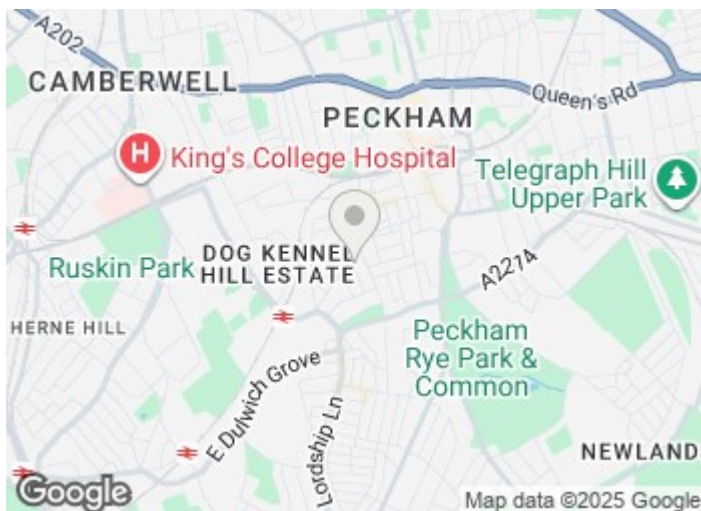 A202
CAMBERWELL
Queen's Rd
PECKHAM
H
King's College Hospital
Telegraph Hill
Upper Park
DOG KENNEL
HILL ESTATE
Ruskin Park
A2214
HERNE HILL
Peckham
Rye Park &
Common
E Dulwich Grove
Lordship Ln
NEWLAND
Google
Map data ©2025 Google